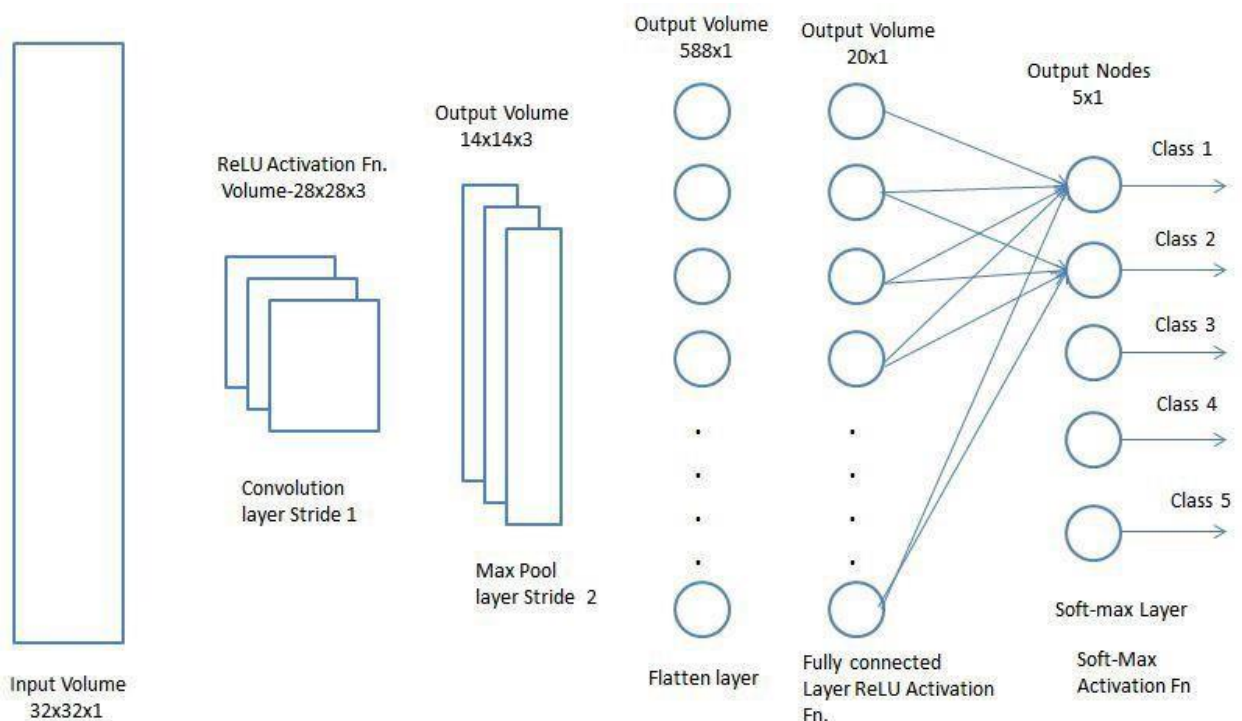 Input Volume
32x32x1
ReLU Activation Fn.
Volume-28x28x3
Convolution
layer Stride 1
Output Volume
14x14x3
Max Pool
layer Stride 2
Output Volume
588x1
Flatten layer
Output Volume
20x1
Fully connected
Layer ReLU Activation
Fn.
Output Nodes
5x1
Class 1
Class 2
Class 3
Class 4
Class 5
Soft-max Layer
Soft-Max
Activation Fn